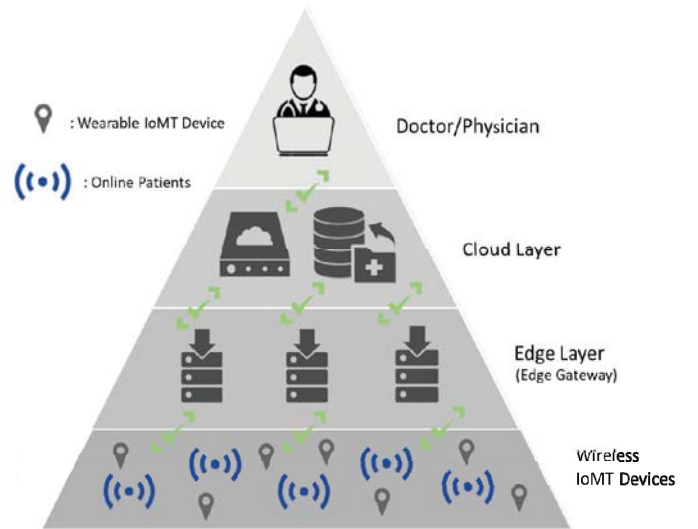 Doctor/Physician
: Wearable IoMT Device
: Online Patients
Cloud Layer
Edge Layer
(Edge Gateway)
Wireless
IoMT Devices